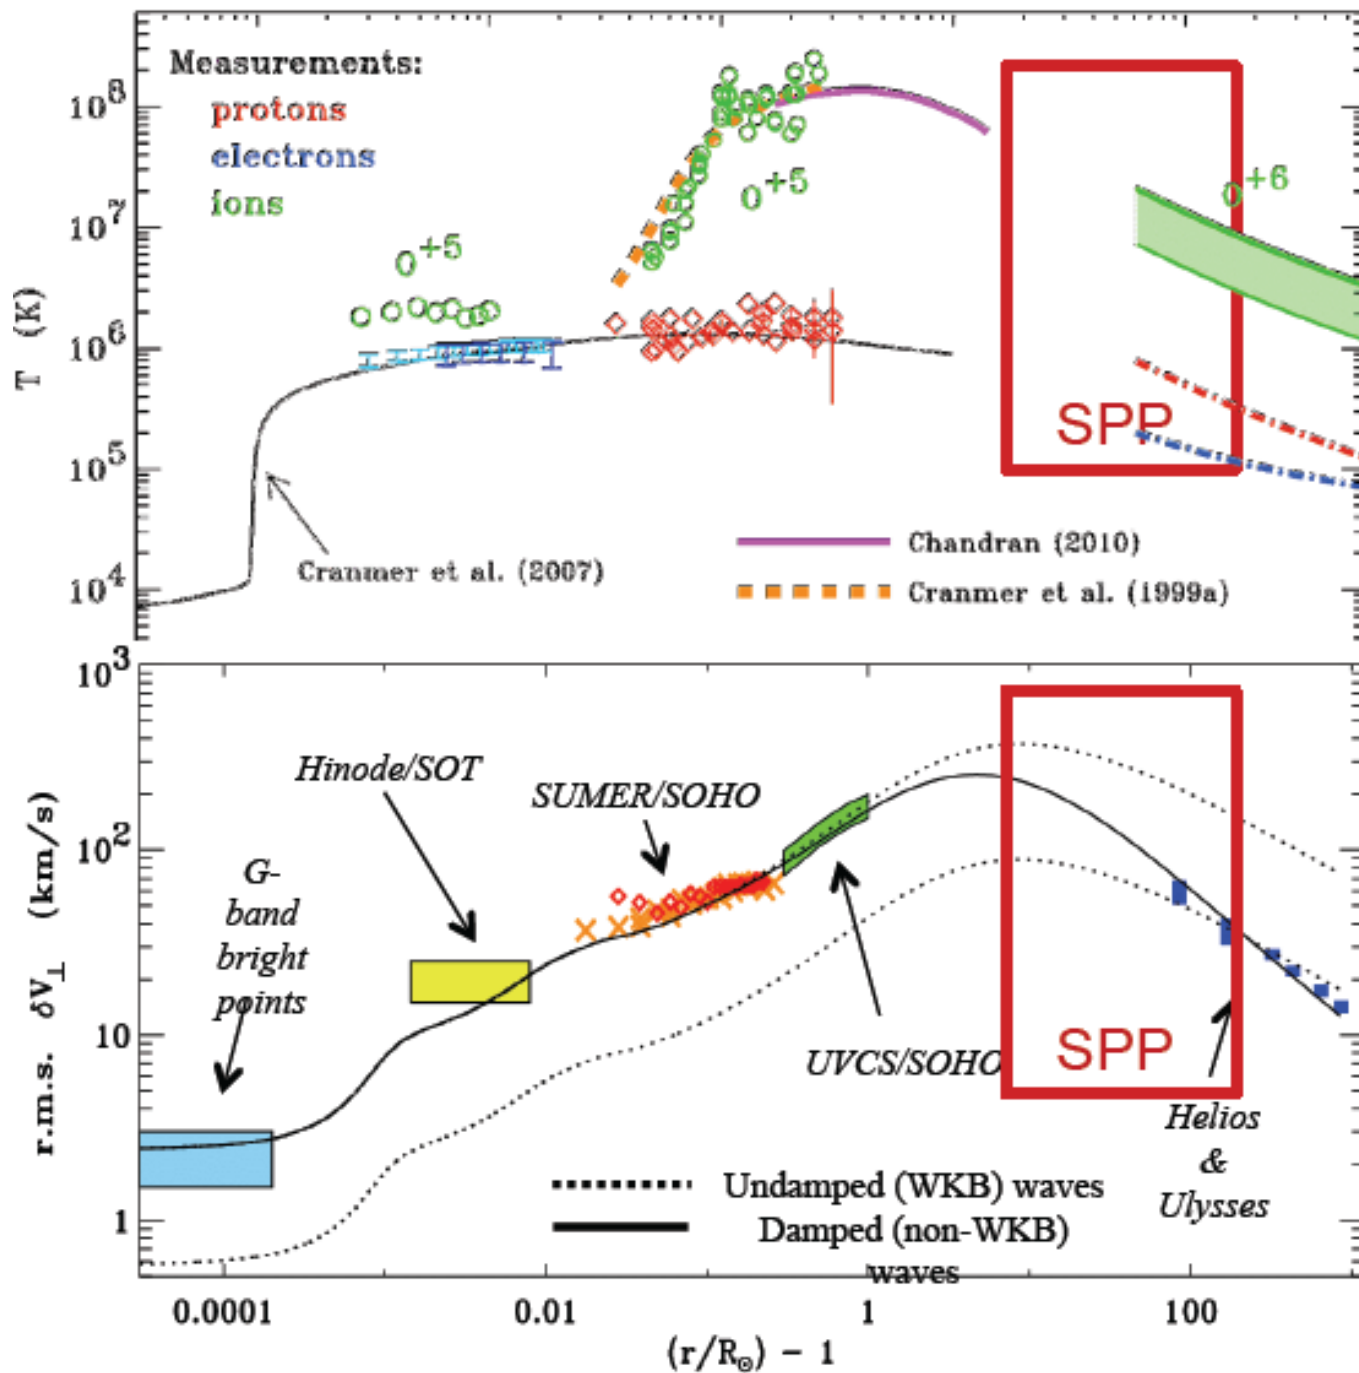 Measurements:
protons
electrons
ions
O+5
O+5
O+6
10^8
10^7
10^6
10^5
10^4
T (K)
SPP
Cranmer et al. (2007)
Chandran (2010)
Cranmer et al. (1999a)
10^3
10^2
10
1
r.m.s. δV⊥ (km/s)
Hinode/SOT
SUMER/SOHO
G-
band
bright
points
UVCS/SOHO
SPP
Helios
&
Ulysses
Undamped (WKB) waves
Damped (non-WKB)
waves
0.0001 0.01 1 100
(r/R⊙) − 1